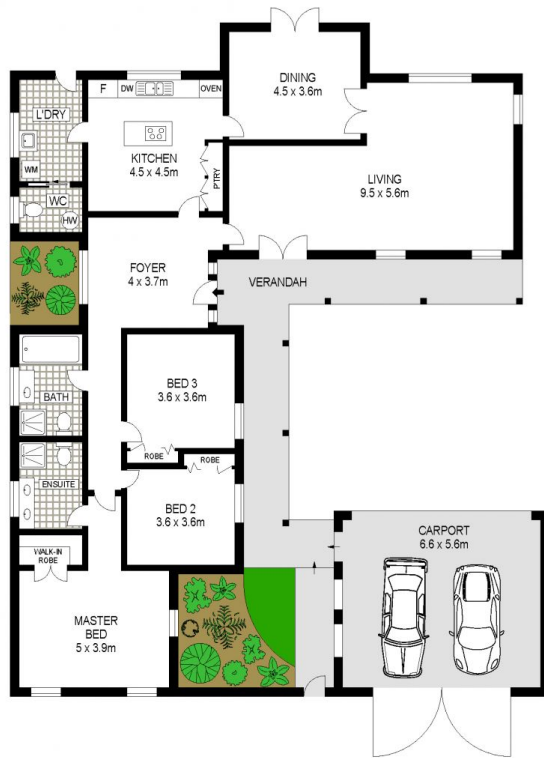 DINING
4.5 x 3.6m
F
DW
OVEN
L'DRY
KITCHEN
4.5 x 4.5m
PTRY
WM
LIVING
9.5 x 5.6m
WC
HW
FOYER
4 x 3.7m
VERANDAH
BED 3
3.6 x 3.6m
BATH
ROBE
ROBE
ENSUITE
BED 2
3.6 x 3.6m
CARPORT
6.6 x 5.6m
WALK-IN
ROBE
MASTER
BED
5 x 3.9m